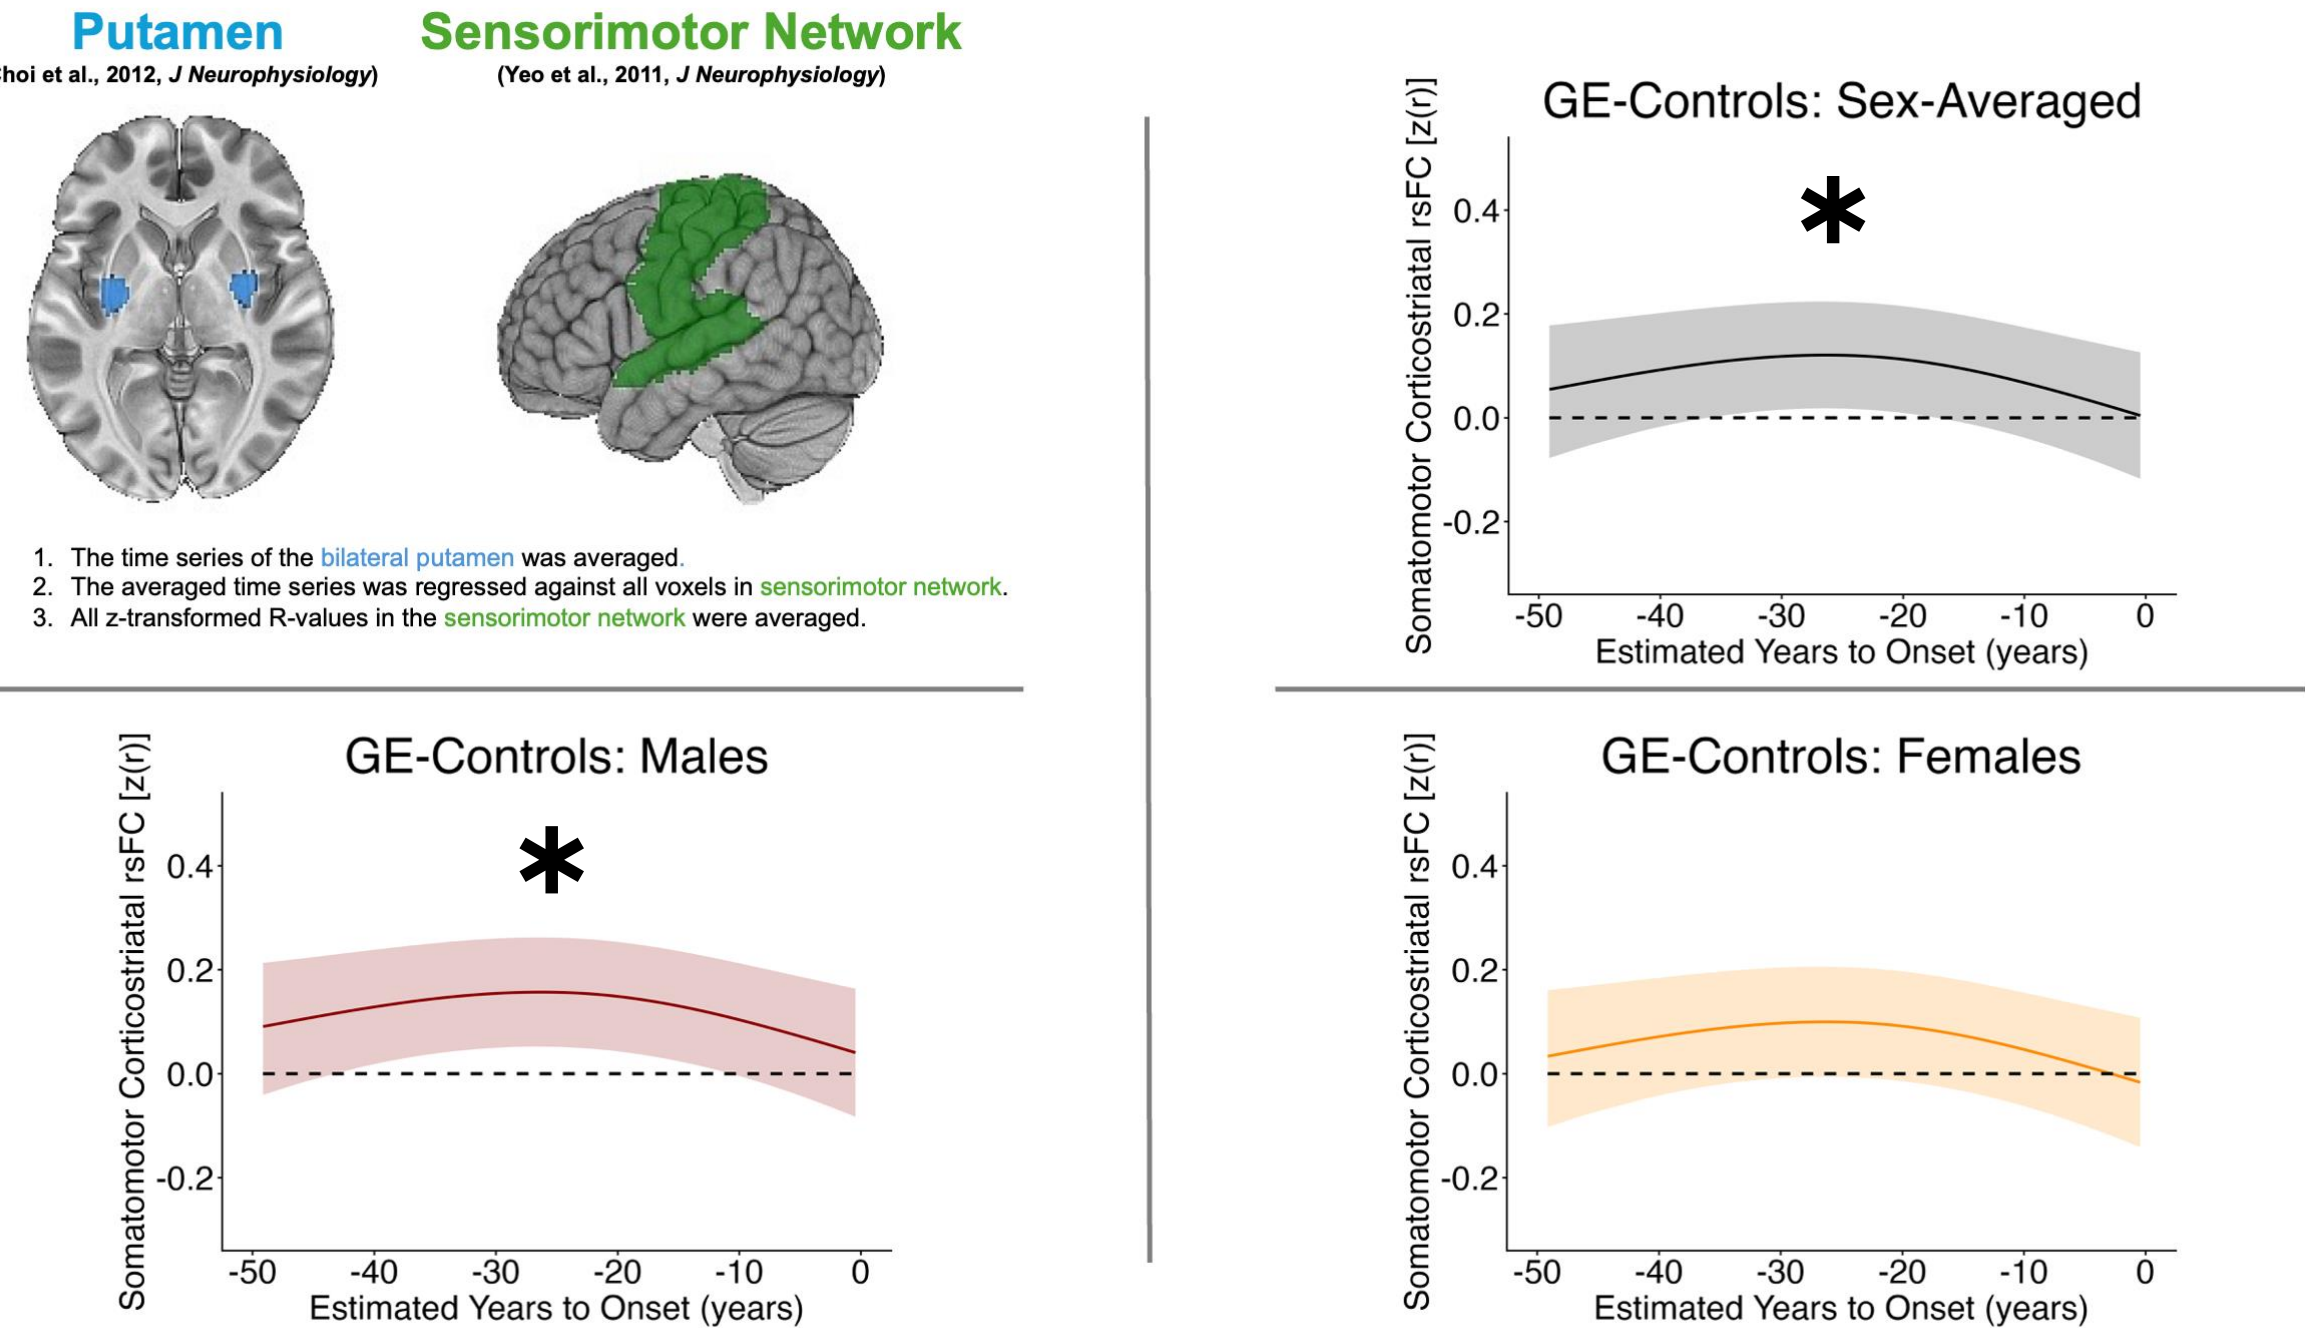 Putamen
hoi et al., 2012, J Neurophysiology)
Sensorimotor Network
(Yeo et al., 2011, J Neurophysiology)
1. The time series of the bilateral putamen was averaged.
2. The averaged time series was regressed against all voxels in sensorimotor network.
3. All z-transformed R-values in the sensorimotor network were averaged.
GE-Controls: Sex-Averaged
*
Somatomotor Corticostriatal rsFC [z(r)]
0.4
0.2
0.0
-0.2
-50 -40 -30 -20 -10 0
Estimated Years to Onset (years)
GE-Controls: Males
*
Somatomotor Corticostriatal rsFC [z(r)]
0.4
0.2
0.0
-0.2
-50 -40 -30 -20 -10 0
Estimated Years to Onset (years)
GE-Controls: Females
Somatomotor Corticostriatal rsFC [z(r)]
0.4
0.2
0.0
-0.2
-50 -40 -30 -20 -10 0
Estimated Years to Onset (years)